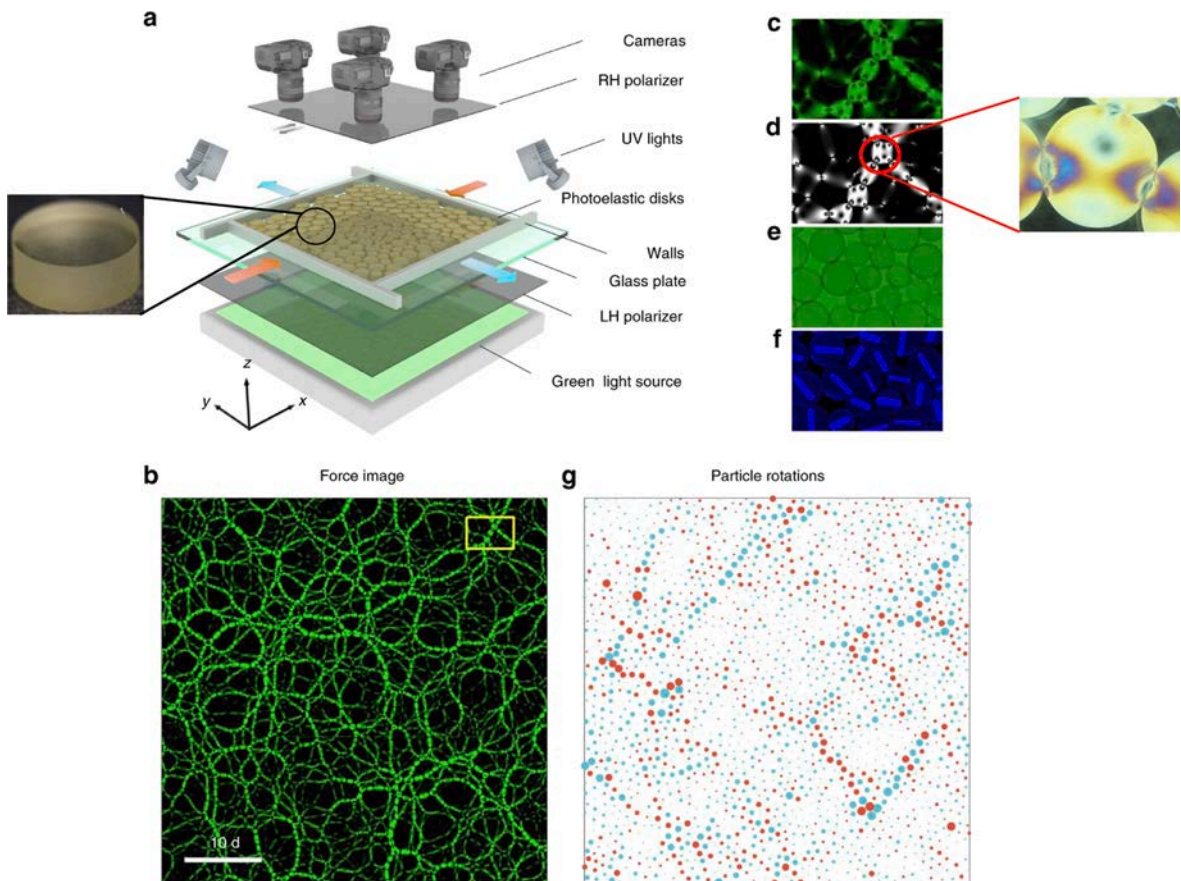 a
Cameras
RH polarizer
UV lights
Photoelastic disks
Walls
Glass plate
LH polarizer
Green light source
z
y
x
c
d
e
f
b
Force image
10 d
g
Particle rotations